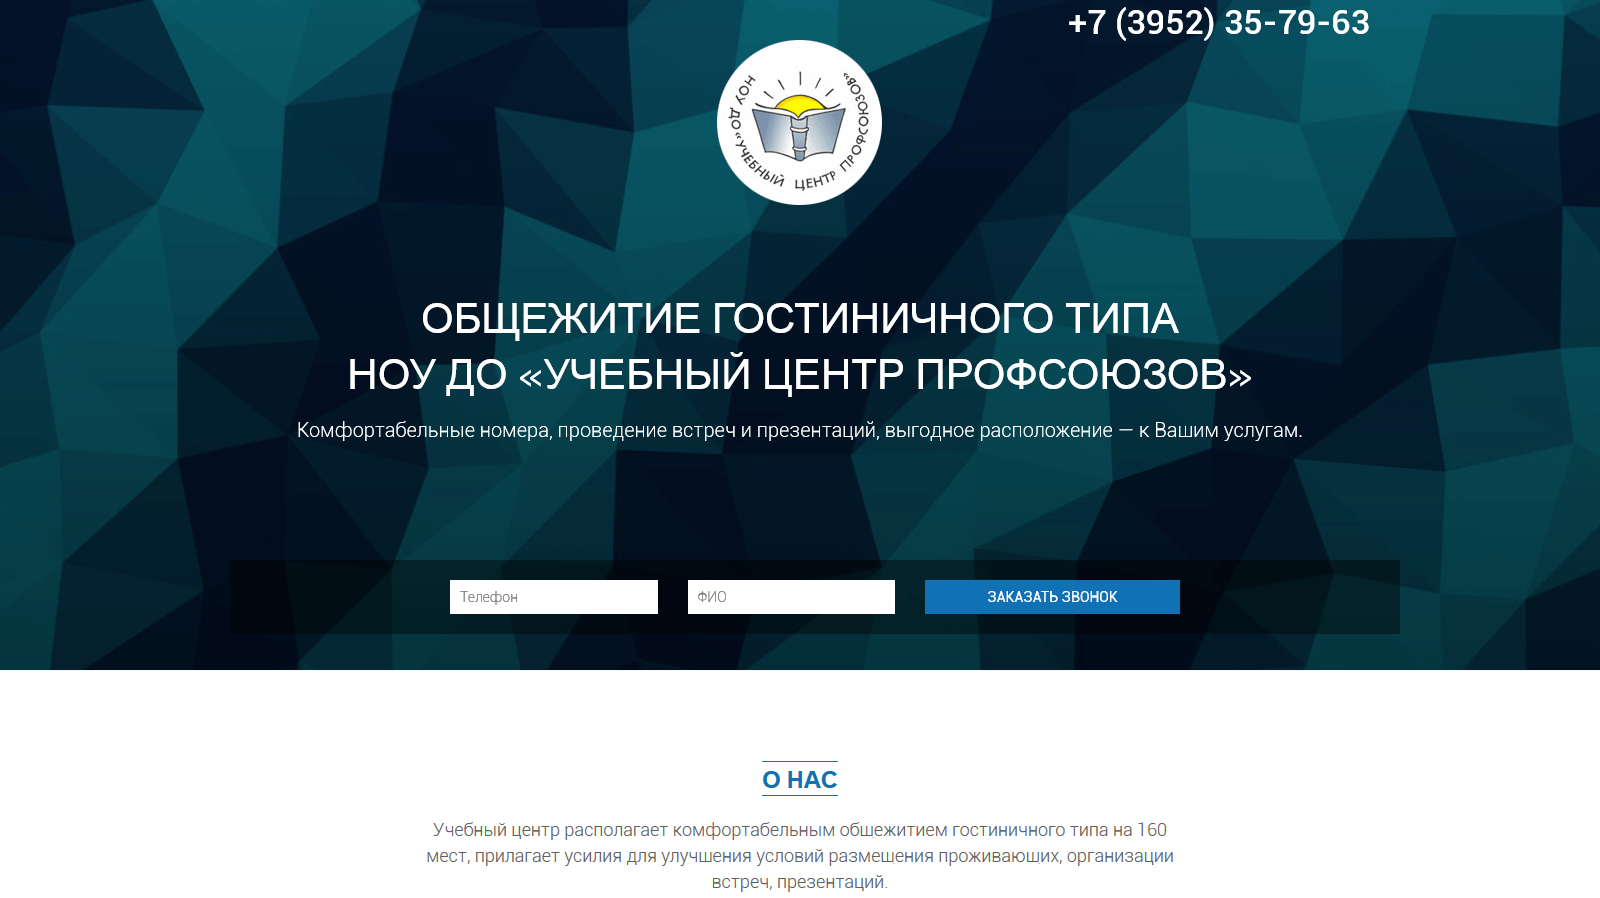 +7 (3952) 35-79-63
НОУ ДО «УЧЕБНЫЙ ЦЕНТР ПРОФСОЮЗОВ»
ОБЩЕЖИТИЕ ГОСТИНИЧНОГО ТИПА
НОУ ДО «УЧЕБНЫЙ ЦЕНТР ПРОФСОЮЗОВ»
Комфортабельные номера, проведение встреч и презентаций, выгодное расположение — к Вашим услугам.
Телефон
ФИО
ЗАКАЗАТЬ ЗВОНОК
О НАС
Учебный центр располагает комфортабельным общежитием гостиничного типа на 160
мест, прилагает усилия для улучшения условий размещения проживающих, организации
встреч, презентаций.